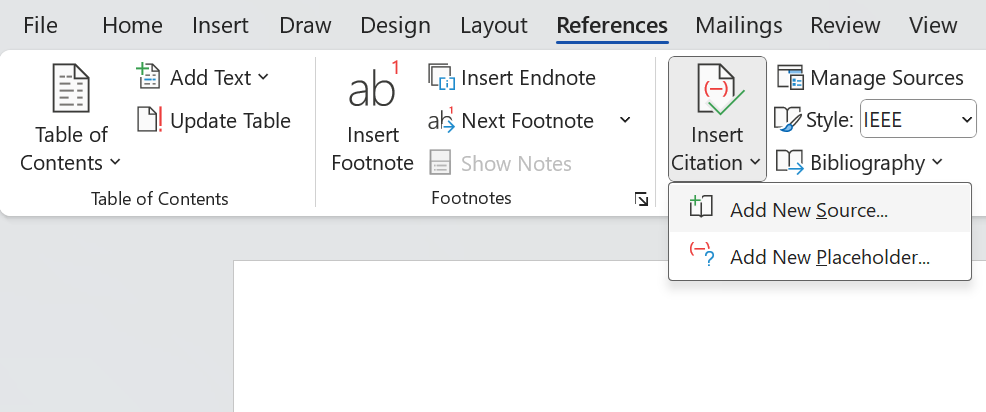 File Home Insert Draw Design Layout References Mailings Review View
Table of
Contents
Add Text
Update Table
Table of Contents
ab1
Insert
Footnote
Insert Endnote
Next Footnote
Show Notes
Footnotes
Insert
Citation
Manage Sources
Style: IEEE
Bibliography
Add New Source...
Add New Placeholder...